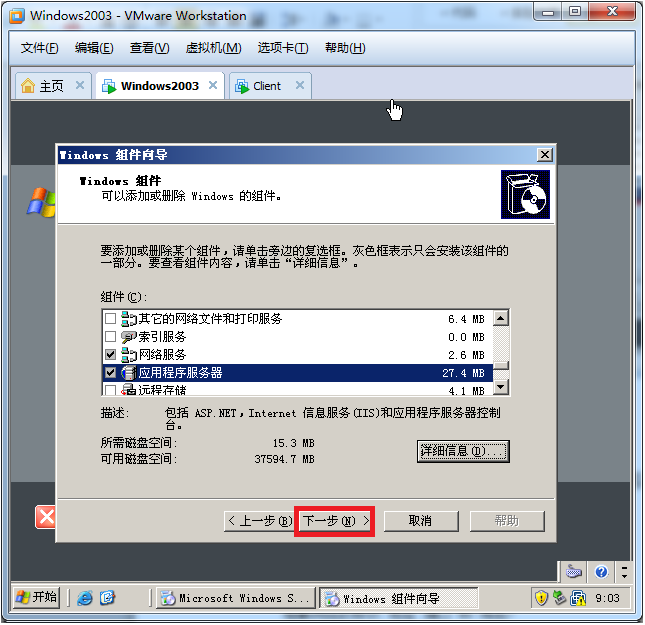 Windows2003 - VMware Workstation
文件(F) 编辑(E) 查看(V) 虚拟机(M) 选项卡(T) 帮助(H)
主页 Windows2003 Client
Windows 组件向导
Windows 组件
可以添加或删除 Windows 的组件。
要添加或删除某个组件，请单击旁边的复选框。灰色框表示只会安装该组件的
一部分。要查看组件内容，请单击“详细信息”。
组件(C):
其它的网络文件和打印服务 6.4 MB
索引服务 0.0 MB
网络服务 2.6 MB
应用程序服务器 27.4 MB
远程存储 4.1 MB
描述: 包括 ASP.NET，Internet 信息服务(IIS)和应用程序服务器控制
台。
所需磁盘空间: 15.3 MB
可用磁盘空间: 37594.7 MB
详细信息(D)...
< 上一步(B) 下一步(N) > 取消 帮助
开始 Microsoft Windows S... Windows 组件向导 9:03